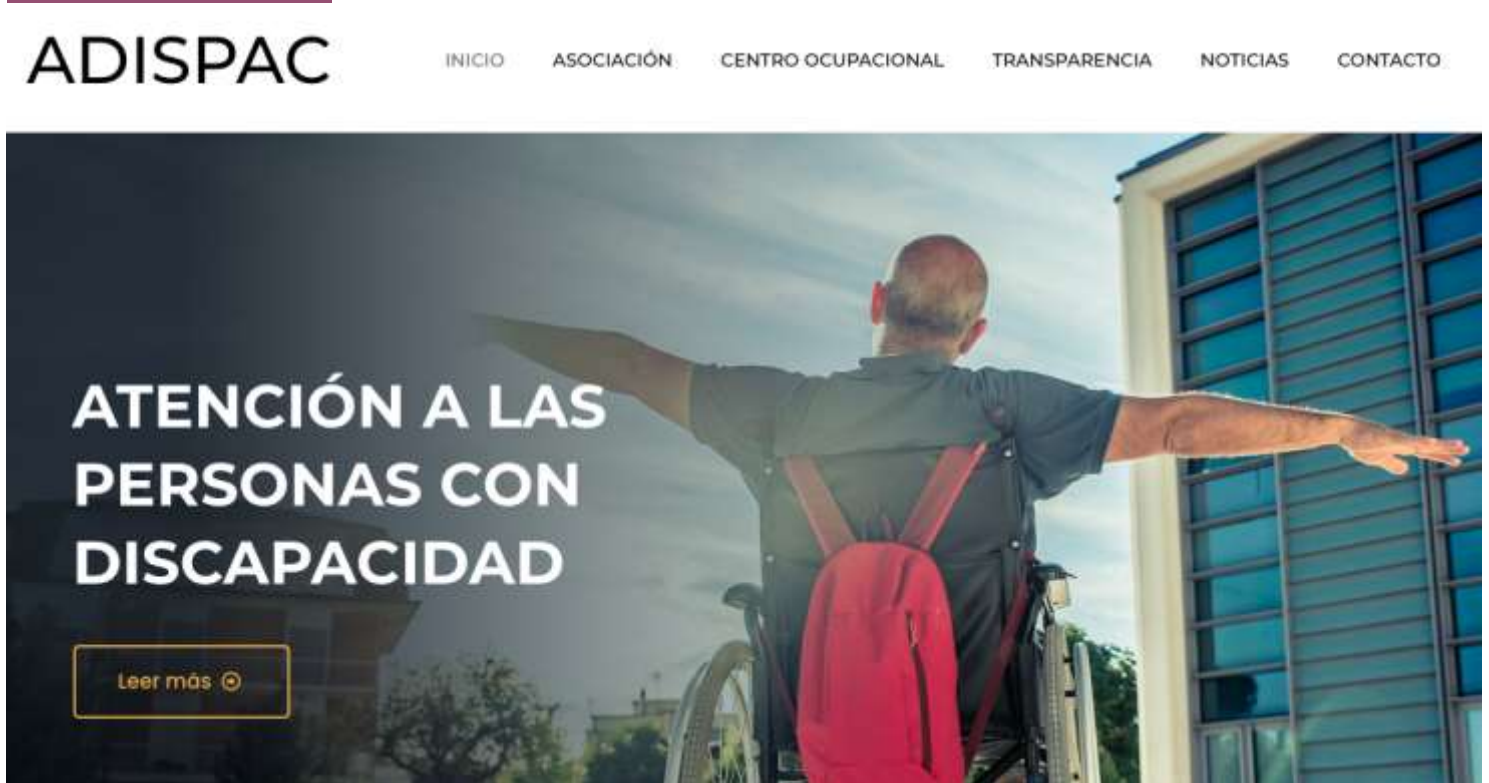 ADISPAC
INICIO
ASOCIACIÓN
CENTRO OCUPACIONAL
TRANSPARENCIA
NOTICIAS
CONTACTO
ATENCIÓN A LAS
PERSONAS CON
DISCAPACIDAD
Leer más